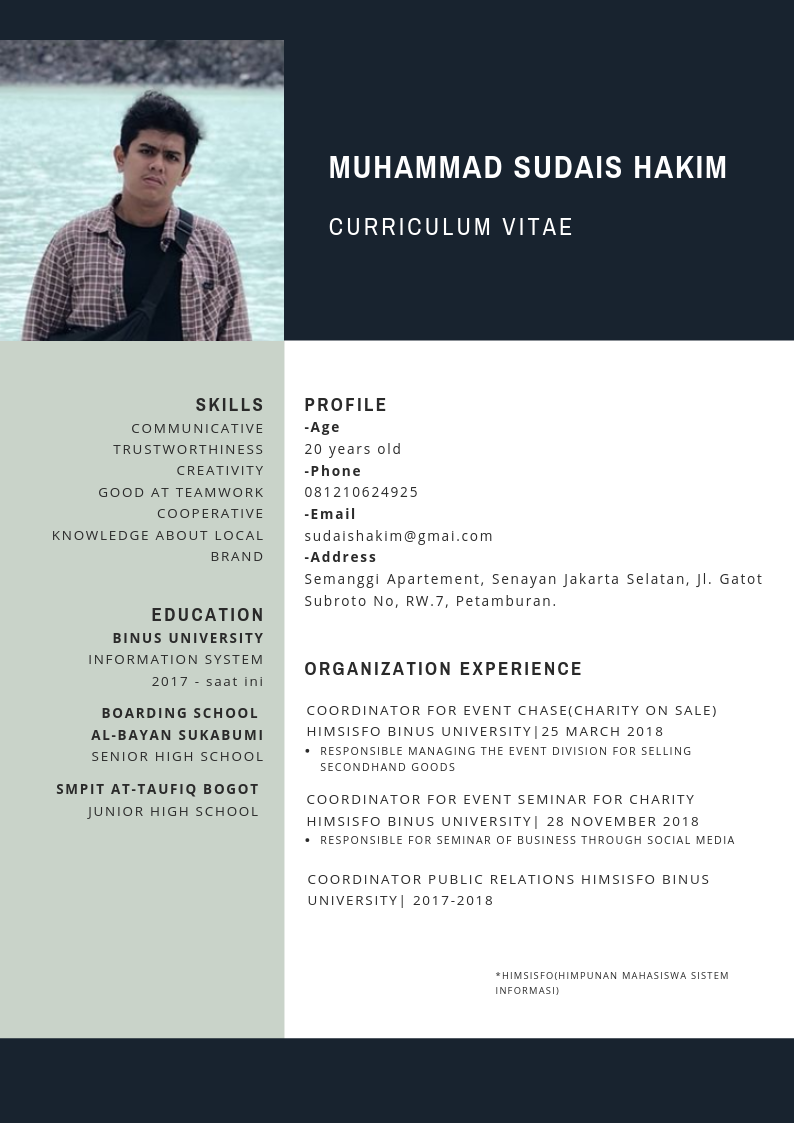 MUHAMMAD SUDAIS HAKIM
CURRICULUM VITAE
SKILLS
COMMUNICATIVE
TRUSTWORTHINESS
CREATIVITY
GOOD AT TEAMWORK
COOPERATIVE
KNOWLEDGE ABOUT LOCAL
BRAND
EDUCATION
BINUS UNIVERSITY
INFORMATION SYSTEM
2017 - saat ini
BOARDING SCHOOL
AL-BAYAN SUKABUMI
SENIOR HIGH SCHOOL
SMPIT AT-TAUFIQ BOGOT
JUNIOR HIGH SCHOOL
PROFILE
-Age
20 years old
-Phone
081210624925
-Email
sudaishakim@gmai.com
-Address
Semanggi Apartement, Senayan Jakarta Selatan, Jl. Gatot
Subroto No, RW.7, Petamburan.
ORGANIZATION EXPERIENCE
COORDINATOR FOR EVENT CHASE(CHARITY ON SALE)
HIMSISFO BINUS UNIVERSITY|25 MARCH 2018
• RESPONSIBLE MANAGING THE EVENT DIVISION FOR SELLING
SECONDHAND GOODS
COORDINATOR FOR EVENT SEMINAR FOR CHARITY
HIMSISFO BINUS UNIVERSITY| 28 NOVEMBER 2018
• RESPONSIBLE FOR SEMINAR OF BUSINESS THROUGH SOCIAL MEDIA
COORDINATOR PUBLIC RELATIONS HIMSISFO BINUS
UNIVERSITY| 2017-2018
*HIMSISFO(HIMPUNAN MAHASISWA SISTEM
INFORMASI)